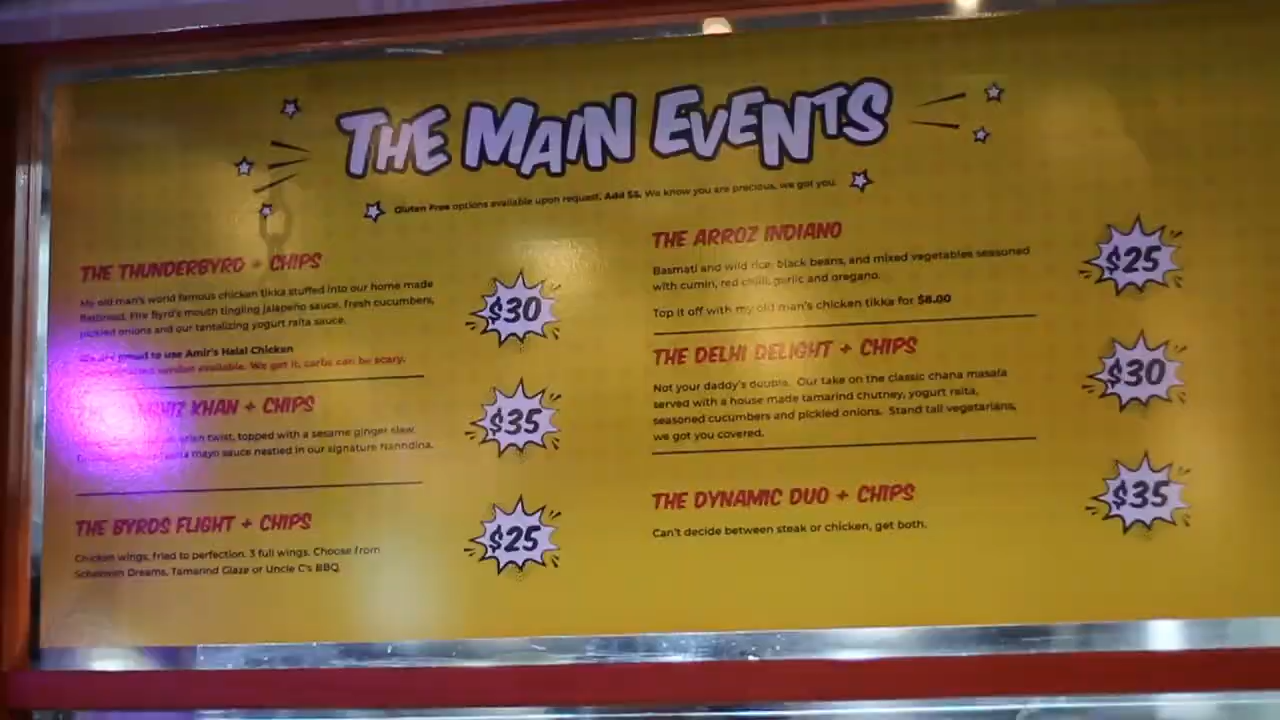 THE MAIN EVENTS
Gluten Free options available upon request. Add $5. We know you are precious, we got you.
THE THUNDERBYRD + CHIPS
My old man's world famous chicken tikka stuffed into our home made
flatbread. Fire Byrd's mouth tingling jalapeño sauce, fresh cucumbers,
pickled onions and our tentalizing yogurt raita sauce.
We are proud to use Amir's Halal Chicken
version available. We get it, carbs can be scary.
$30
KHAN + CHIPS
twist, topped with a sesame ginger slaw,
mayo sauce nestled in our signature Nanndina.
$35
THE BYRDS FLIGHT + CHIPS
Chicken wings, fried to perfection. 3 full wings. Choose from
Dreams, Tamarind Glaze or Uncle C's BBQ.
$25
THE ARROZ INDIANO
Basmati and wild rice, black beans, and mixed vegetables seasoned
with cumin, red chili, garlic and oregano.
Top it off with my old man's chicken tikka for $8.00
$25
THE DELHI DELIGHT + CHIPS
Not your daddy's double. Our take on the classic chana masala
served with a house made tamarind chutney, yogurt raita,
seasoned cucumbers and pickled onions. Stand tall vegetarians,
we got you covered.
$30
THE DYNAMIC DUO + CHIPS
Can't decide between steak or chicken, get both.
$35